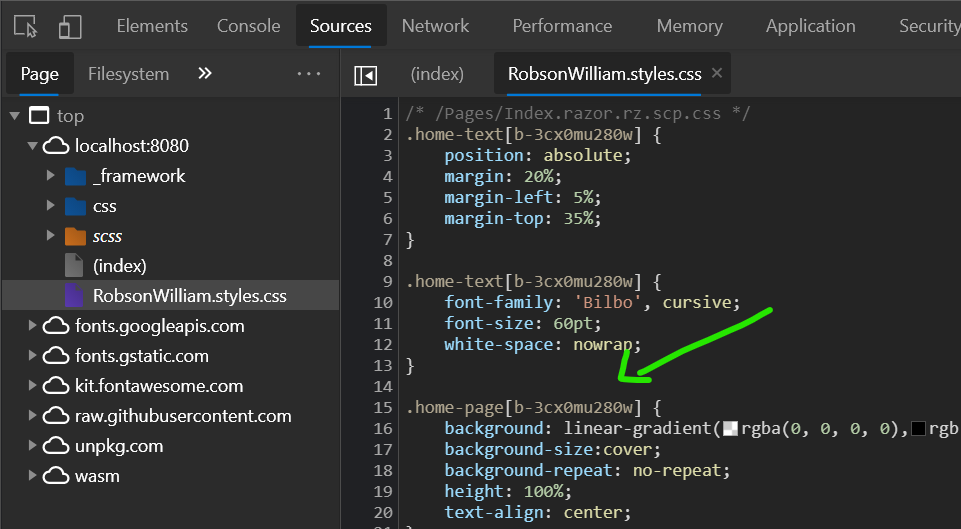 Elements Console Sources Network Performance Memory Application Security
Page Filesystem » ⋯ (index) RobsonWilliam.styles.css ×
top
localhost:8080
_framework
css
scss
(index)
RobsonWilliam.styles.css
fonts.googleapis.com
fonts.gstatic.com
kit.fontawesome.com
raw.githubusercontent.com
unpkg.com
wasm
1 /* /Pages/Index.razor.rz.scp.css */
2 .home-text[b-3cx0mu280w] {
3     position: absolute;
4     margin: 20%;
5     margin-left: 5%;
6     margin-top: 35%;
7 }
8
9 .home-text[b-3cx0mu280w] {
10     font-family: 'Bilbo', cursive;
11     font-size: 60pt;
12     white-space: nowrap;
13 }
14
15 .home-page[b-3cx0mu280w] {
16     background: linear-gradient(rgba(0, 0, 0, 0),rgb
17     background-size:cover;
18     background-repeat: no-repeat;
19     height: 100%;
20     text-align: center;